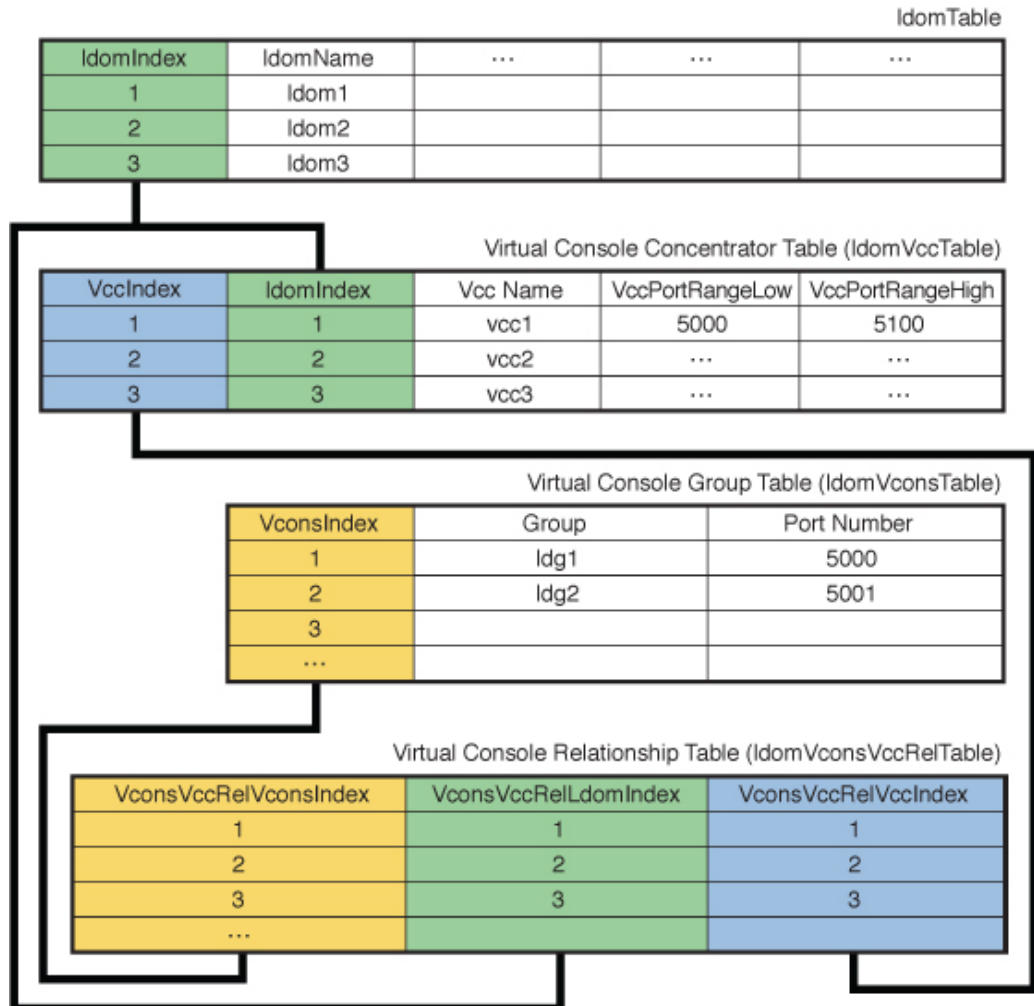 ldomTable
ldomIndex ldomName ... ... ...
1 ldom1
2 ldom2
3 ldom3
Virtual Console Concentrator Table (ldomVccTable)
VccIndex ldomIndex Vcc Name VccPortRangeLow VccPortRangeHigh
1 1 vcc1 5000 5100
2 2 vcc2 ... ...
3 3 vcc3 ... ...
Virtual Console Group Table (ldomVconsTable)
VconsIndex Group Port Number
1 ldg1 5000
2 ldg2 5001
3
...
Virtual Console Relationship Table (ldomVconsVccRelTable)
VconsVccRelVconsIndex VconsVccRelLdomIndex VconsVccRelVccIndex
1 1 1
2 2 2
3 3 3
...